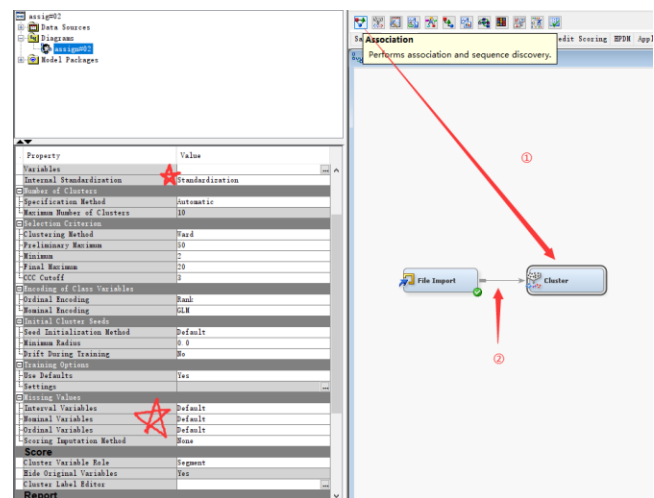 assig#02
Data Sources
Diagrams
assign#02
Model Packages
Association
Performs association and sequence discovery.
edit Scoring HPDM Appl
①
File Import
Cluster
②
Property Value
Variables ...
Internal Standardization Standardization
Number of Clusters
Specification Method Automatic
Maximum Number of Clusters 10
Selection Criterion
Clustering Method Ward
Preliminary Maximum 50
Minimum 2
Final Maximum 20
CCC Cutoff 3
Encoding of Class Variables
Ordinal Encoding Rank
Nominal Encoding GLM
Initial Cluster Seeds
Seed Initialization Method Default
Minimum Radius 0.0
Drift During Training No
Training Options
Use Defaults Yes
Settings ...
Missing Values
Interval Variables Default
Nominal Variables Default
Ordinal Variables Default
Scoring Imputation Method None
Score
Cluster Variable Role Segment
Hide Original Variables Yes
Cluster Label Editor ...
Report